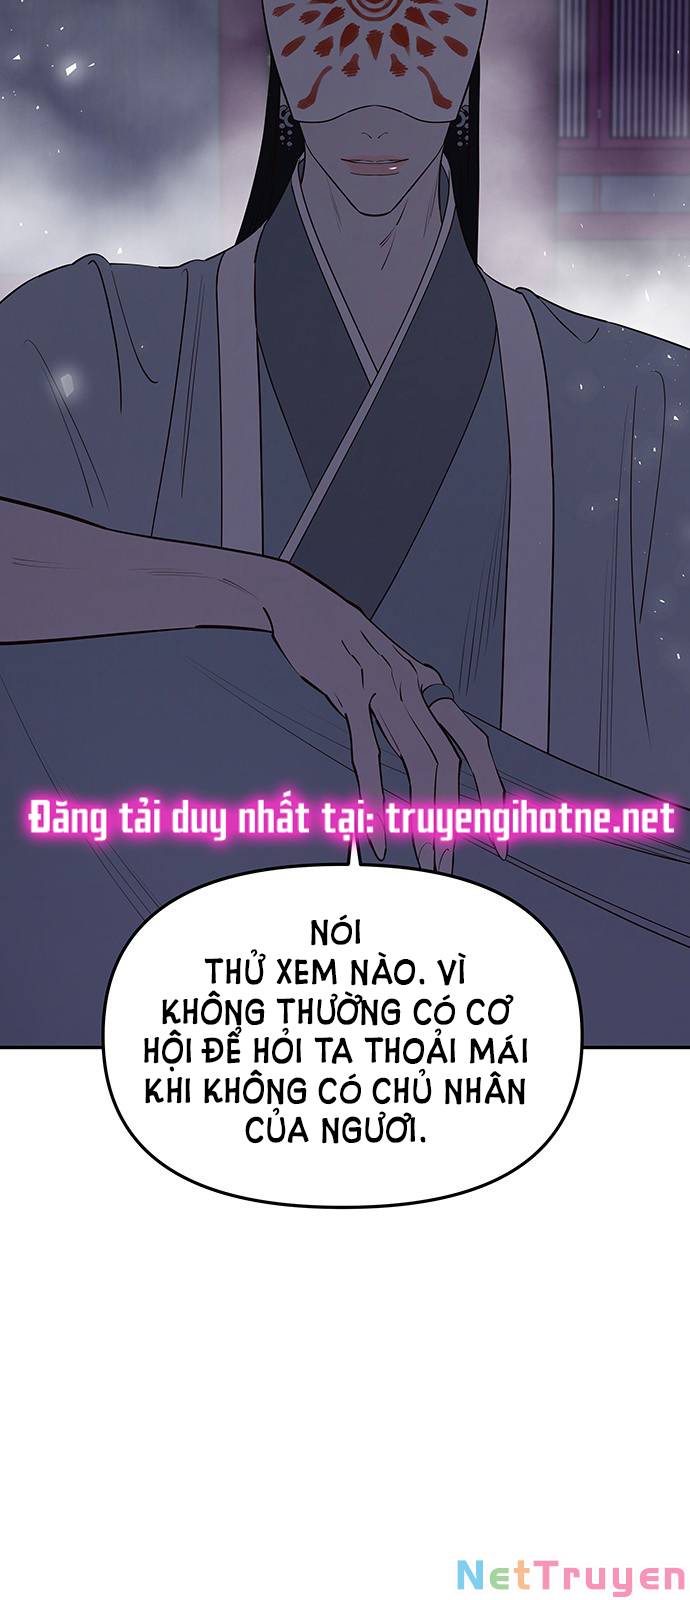 Đăng tải duy nhất tại: truyengihotne.net
NÓI
THỬ XEM NÀO. VÌ
KHÔNG THƯỜNG CÓ CƠ
HỘI ĐỂ HỎI TA THOẢI MÁI
KHI KHÔNG CÓ CHỦ NHÂN
CỦA NGƯƠI.
NetTruyen